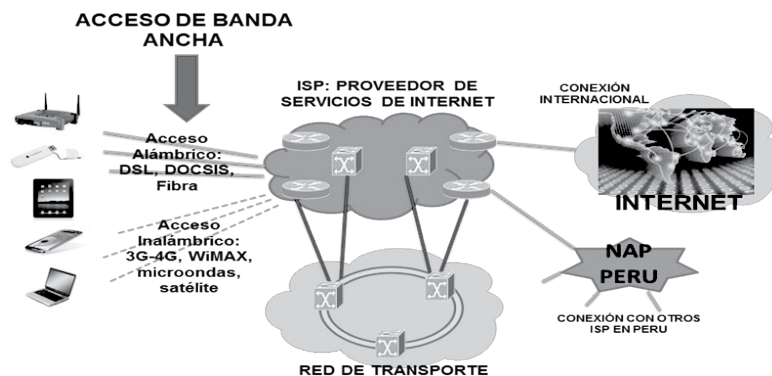 ACCESO DE BANDA
ANCHA
ISP: PROVEEDOR DE
SERVICIOS DE INTERNET
CONEXIÓN
INTERNACIONAL
Acceso
Alámbrico:
DSL, DOCSIS,
Fibra
INTERNET
Acceso
Inalámbrico:
3G-4G, WiMAX,
microondas,
satélite
NAP
PERU
CONEXIÓN CON OTROS
ISP EN PERU
RED DE TRANSPORTE